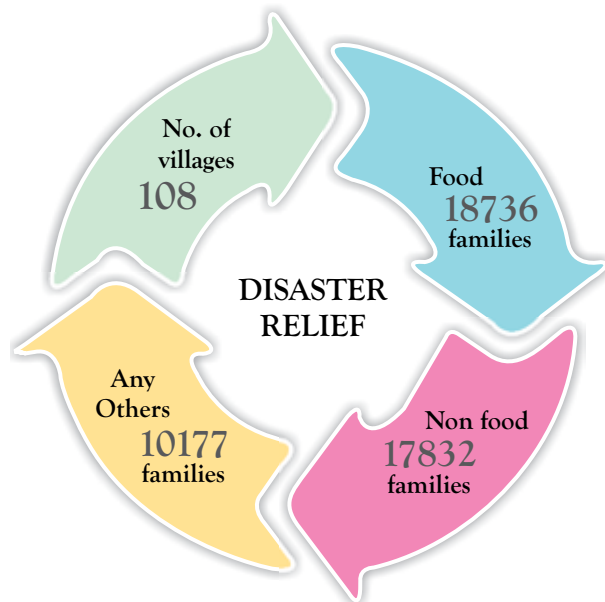 No. of
villages
108
Food
18736
families
DISASTER
RELIEF
Any
Others
10177
families
Non food
17832
families